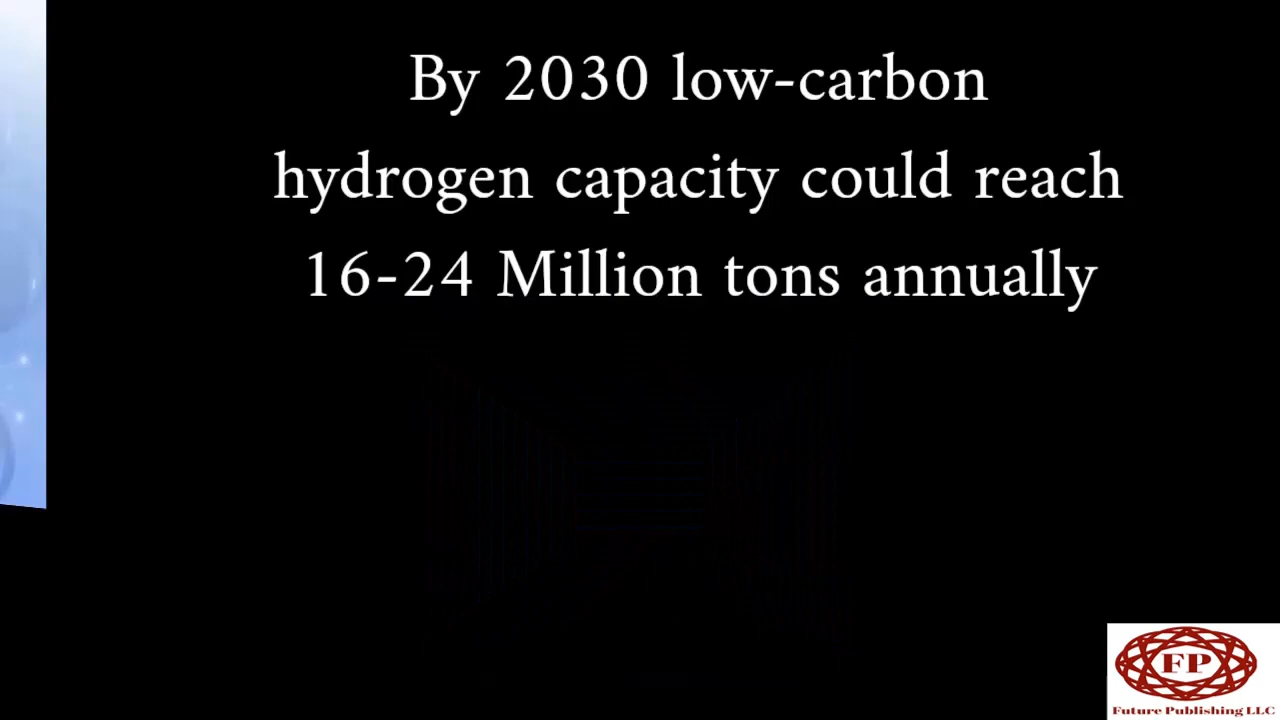 By 2030 low-carbon
hydrogen capacity could reach
16-24 Million tons annually
FP
Future Publishing LLC